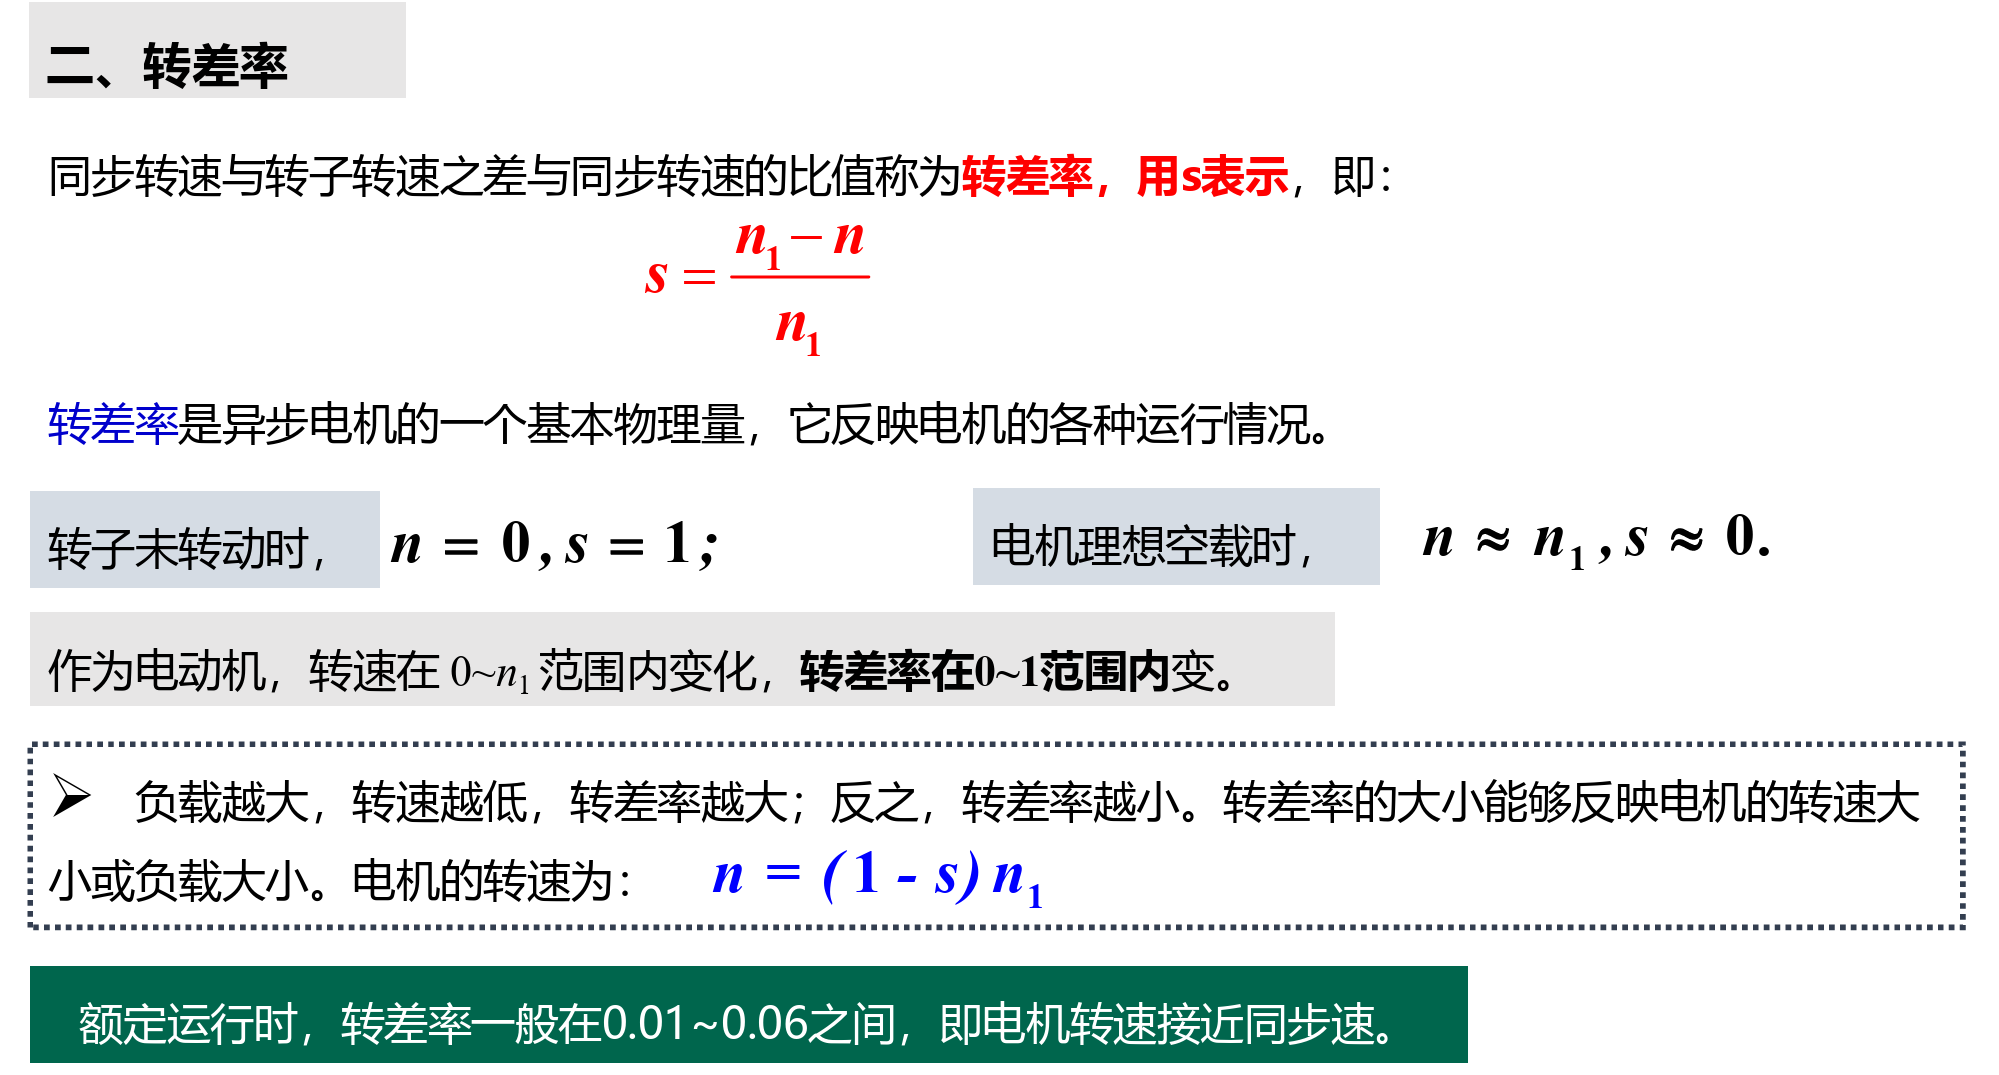 二、转差率
同步转速与转子转速之差与同步转速的比值称为转差率，用s表示，即：
s = (n₁ − n) / n₁
转差率是异步电机的一个基本物理量，它反映电机的各种运行情况。
转子未转动时， n = 0 , s = 1 ;
电机理想空载时， n ≈ n₁ , s ≈ 0.
作为电动机，转速在 0~n₁ 范围内变化，转差率在0~1范围内变。
➢ 负载越大，转速越低，转差率越大；反之，转差率越小。转差率的大小能够反映电机的转速大
小或负载大小。电机的转速为： n = (1 - s) n₁
额定运行时，转差率一般在0.01~0.06之间，即电机转速接近同步速。